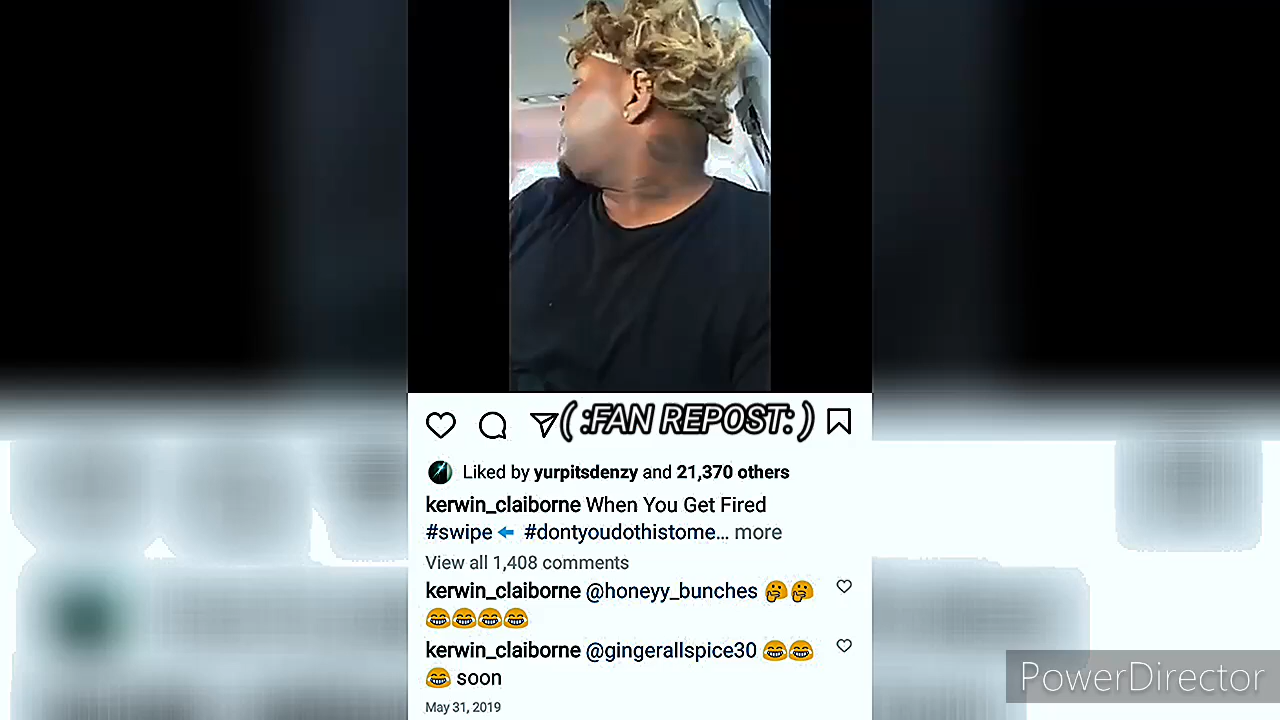 ( :FAN REPOST: )
Liked by yurpitsdenzy and 21,370 others
kerwin_claiborne When You Get Fired
#swipe⬅ #dontyoudothistome... more
View all 1,408 comments
kerwin_claiborne @honeyy_bunches 🤔🤔
😂😂😂😂
kerwin_claiborne @gingerallspice30 😂😂
😂 soon
May 31, 2019
PowerDirector